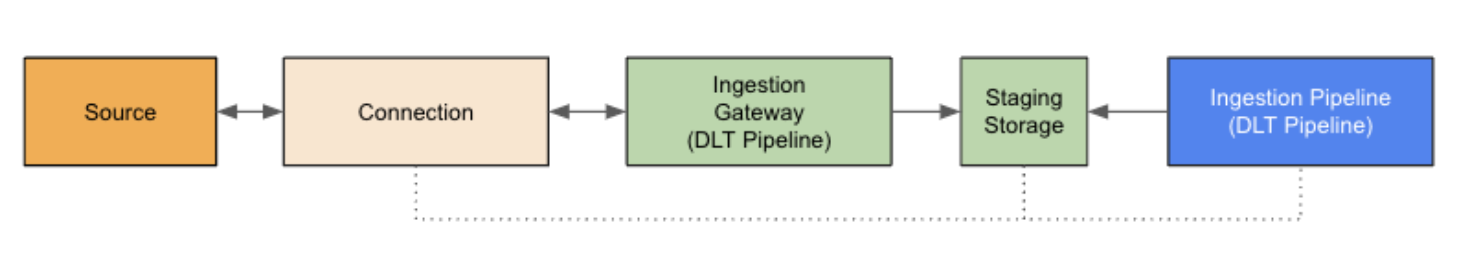 Source
Connection
Ingestion
Gateway
(DLT Pipeline)
Staging
Storage
Ingestion Pipeline
(DLT Pipeline)